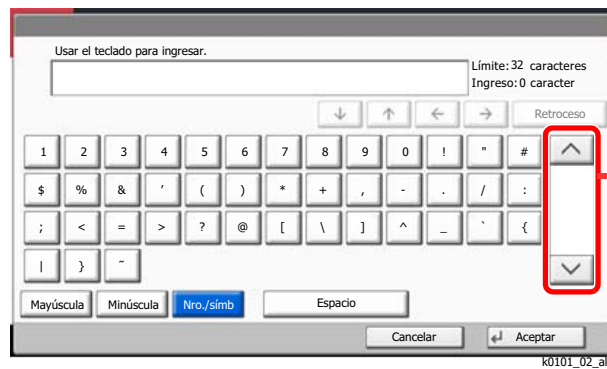 Usar el teclado para ingresar.
Límite: 32 caracteres
Ingreso: 0 caracter
↓ ↑ ← → Retroceso
1 2 3 4 5 6 7 8 9 0 ! " #
$ % & ' ( ) * + , - . / :
; < = > ? @ [ \ ] ^ _ ` {
| } ~
Mayúscula Minúscula Nro./símb Espacio
Cancelar Aceptar
k0101_02_al